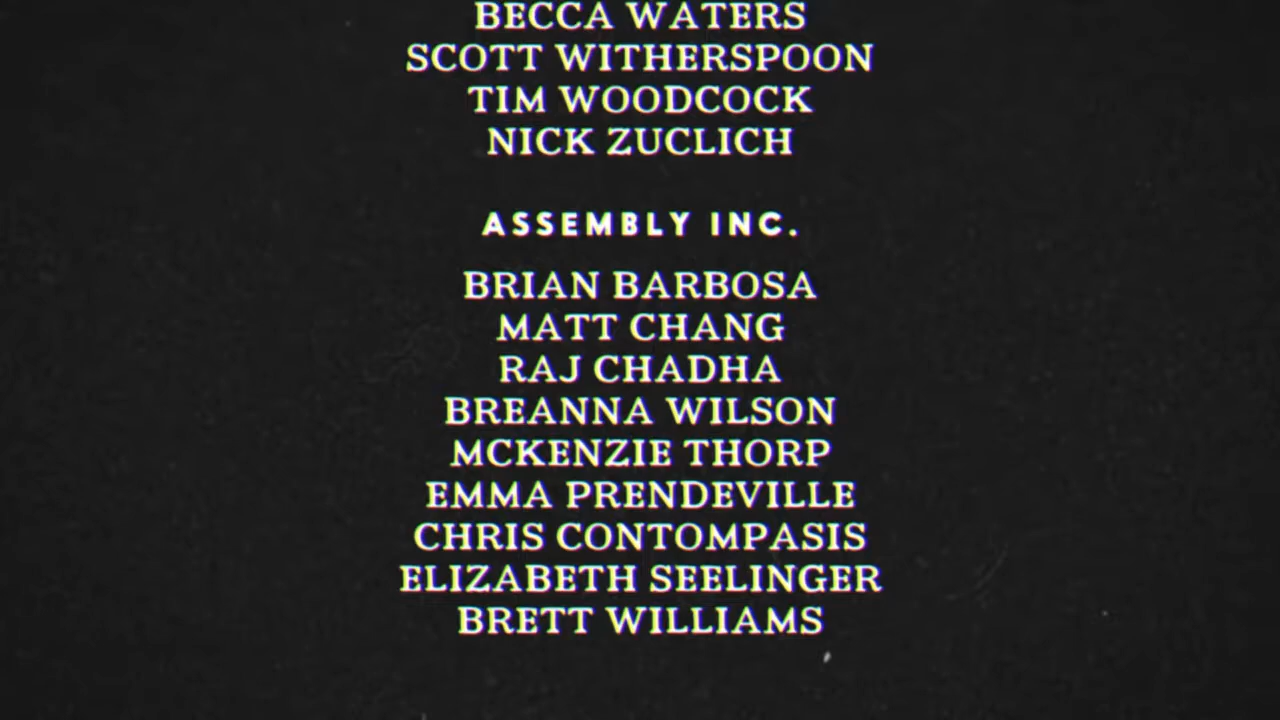 BECCA WATERS
SCOTT WITHERSPOON
TIM WOODCOCK
NICK ZUCLICH
ASSEMBLY INC.
BRIAN BARBOSA
MATT CHANG
RAJ CHADHA
BREANNA WILSON
MCKENZIE THORP
EMMA PRENDEVILLE
CHRIS CONTOMPASIS
ELIZABETH SEELINGER
BRETT WILLIAMS